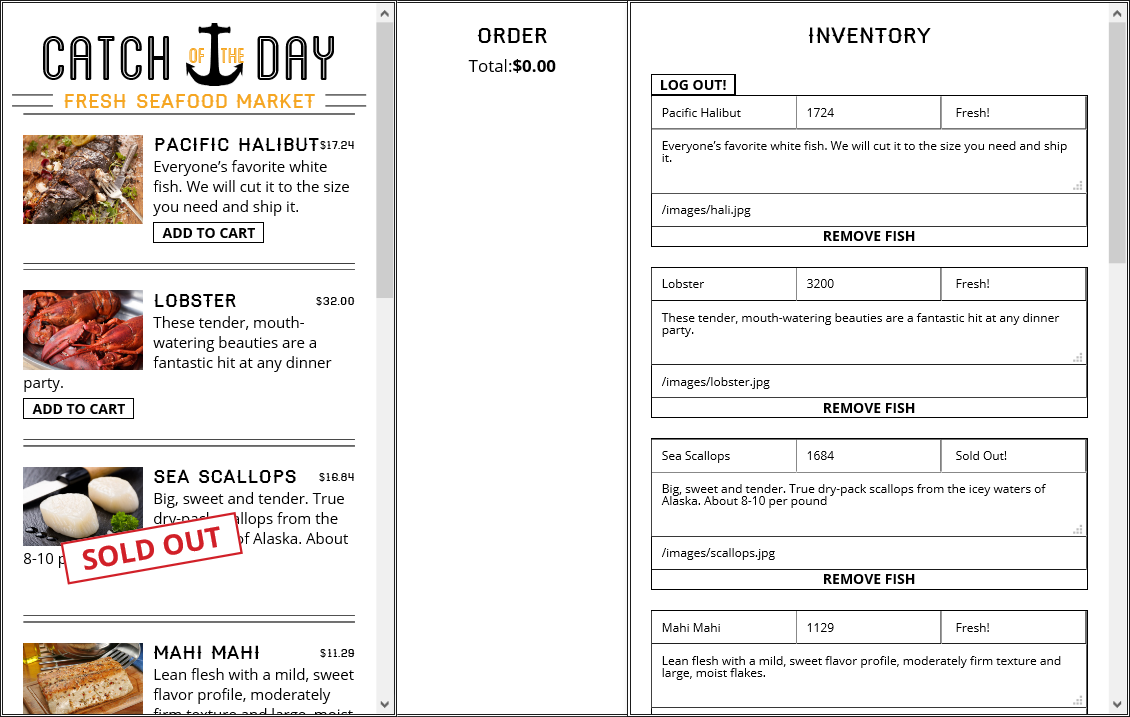 CATCH OF THE DAY
FRESH SEAFOOD MARKET
PACIFIC HALIBUT $17.24
Everyone's favorite white
fish. We will cut it to the size
you need and ship it.
ADD TO CART
LOBSTER $32.00
These tender, mouth-
watering beauties are a
fantastic hit at any dinner
party.
ADD TO CART
SEA SCALLOPS $16.84
Big, sweet and tender. True
dry-pack scallops from the
of Alaska. About
8-10
SOLD OUT
MAHI MAHI $11.29
Lean flesh with a mild, sweet
flavor profile, moderately
firm texture and large, moist
ORDER
Total:$0.00
INVENTORY
LOG OUT!
Pacific Halibut 1724 Fresh!
Everyone's favorite white fish. We will cut it to the size you need and ship
it.
/images/hali.jpg
REMOVE FISH
Lobster 3200 Fresh!
These tender, mouth-watering beauties are a fantastic hit at any dinner
party.
/images/lobster.jpg
REMOVE FISH
Sea Scallops 1684 Sold Out!
Big, sweet and tender. True dry-pack scallops from the icey waters of
Alaska. About 8-10 per pound
/images/scallops.jpg
REMOVE FISH
Mahi Mahi 1129 Fresh!
Lean flesh with a mild, sweet flavor profile, moderately firm texture and
large, moist flakes.